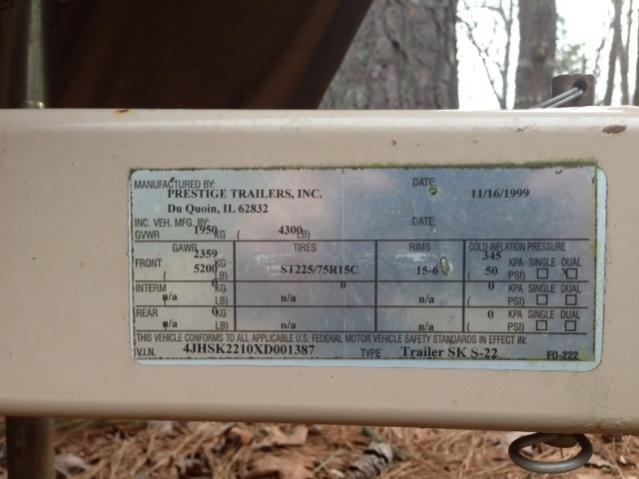 MANUFACTURED BY: DATE:
PRESTIGE TRAILERS, INC. 11/16/1999
Du Quoin, IL 62832
INC. VEH. MFG. BY: DATE:
GVWR 1950 KG ( 4300 LB)
GAWR TIRES RIMS COLD INFLATION PRESSURE
FRONT 2359 KG 345 KPA SINGLE DUAL
( 5200 LB) ST225/75R15C 15-6 ( 50 PSI) ☐ ☒
INTERM 0 KG 0 0 KPA SINGLE DUAL
( n/a LB) n/a n/a ( n/a PSI) ☐ ☐
REAR 0 KG 0 KPA SINGLE DUAL
( n/a LB) n/a n/a ( n/a PSI) ☐ ☐
THIS VEHICLE CONFORMS TO ALL APPLICABLE U.S. FEDERAL MOTOR VEHICLE SAFETY STANDARDS IN EFFECT IN:
V.I.N. 4JHSK2210XD001387 TYPE Trailer SK S-22 FD-222